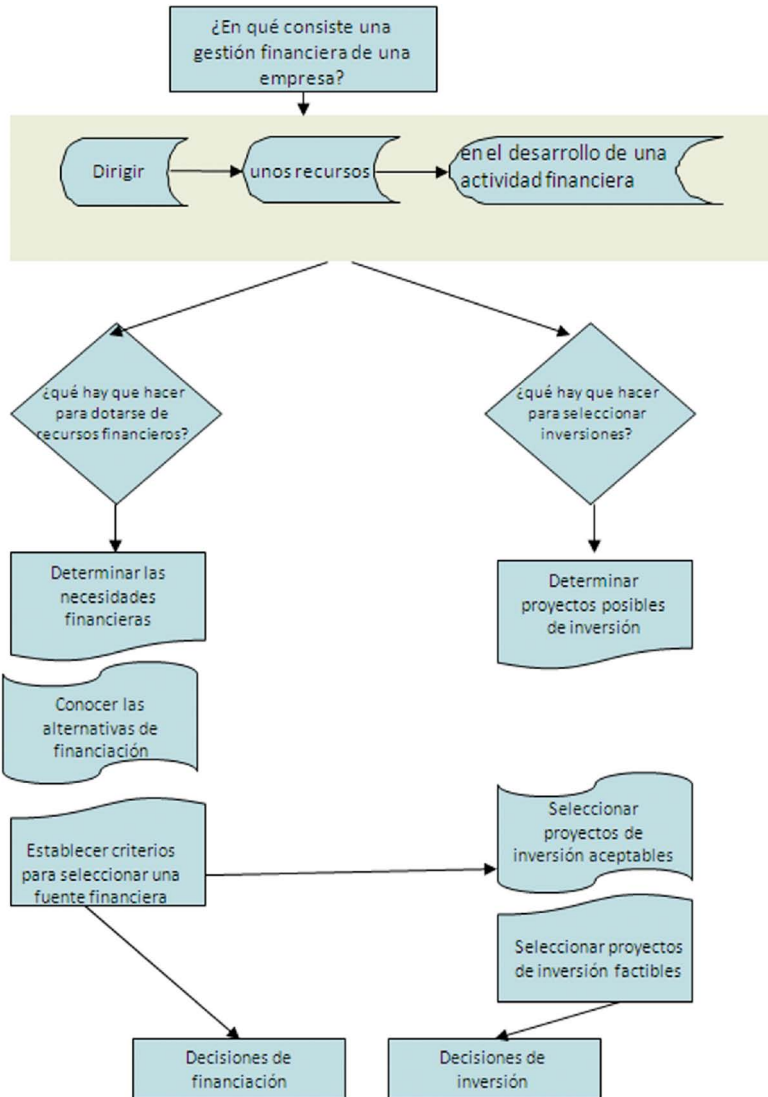 ¿En qué consiste una
gestión financiera de una
empresa?
Dirigir
unos recursos
en el desarrollo de una
actividad financiera
¿qué hay que hacer
para dotarse de
recursos financieros?
¿qué hay que hacer
para seleccionar
inversiones?
Determinar las
necesidades
financieras
Determinar
proyectos posibles
de inversión
Conocer las
alternativas de
financiación
Establecer criterios
para seleccionar una
fuente financiera
Seleccionar
proyectos de
inversión aceptables
Seleccionar proyectos
de inversión factibles
Decisiones de
financiación
Decisiones de
inversión